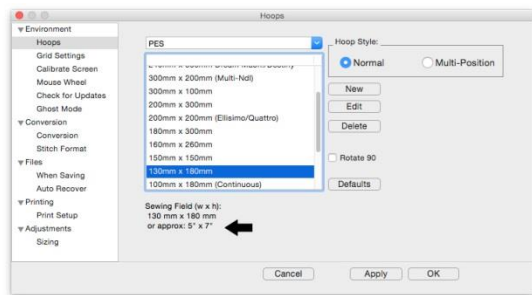 Hoops
Environment
Hoops
Grid Settings
Calibrate Screen
Mouse Wheel
Check for Updates
Ghost Mode
Conversion
Conversion
Stitch Format
Files
When Saving
Auto Recover
Printing
Print Setup
Adjustments
Sizing
PES
300mm x 200mm (Multi-Ndl)
300mm x 100mm
200mm x 300mm
200mm x 200mm (Ellisimo/Quattro)
180mm x 300mm
160mm x 260mm
150mm x 150mm
130mm x 180mm
100mm x 180mm (Continuous)
Sewing Field (w x h):
130 mm x 180 mm
or approx: 5" x 7"
Hoop Style:
Normal
Multi-Position
New
Edit
Delete
Rotate 90
Defaults
Cancel
Apply
OK